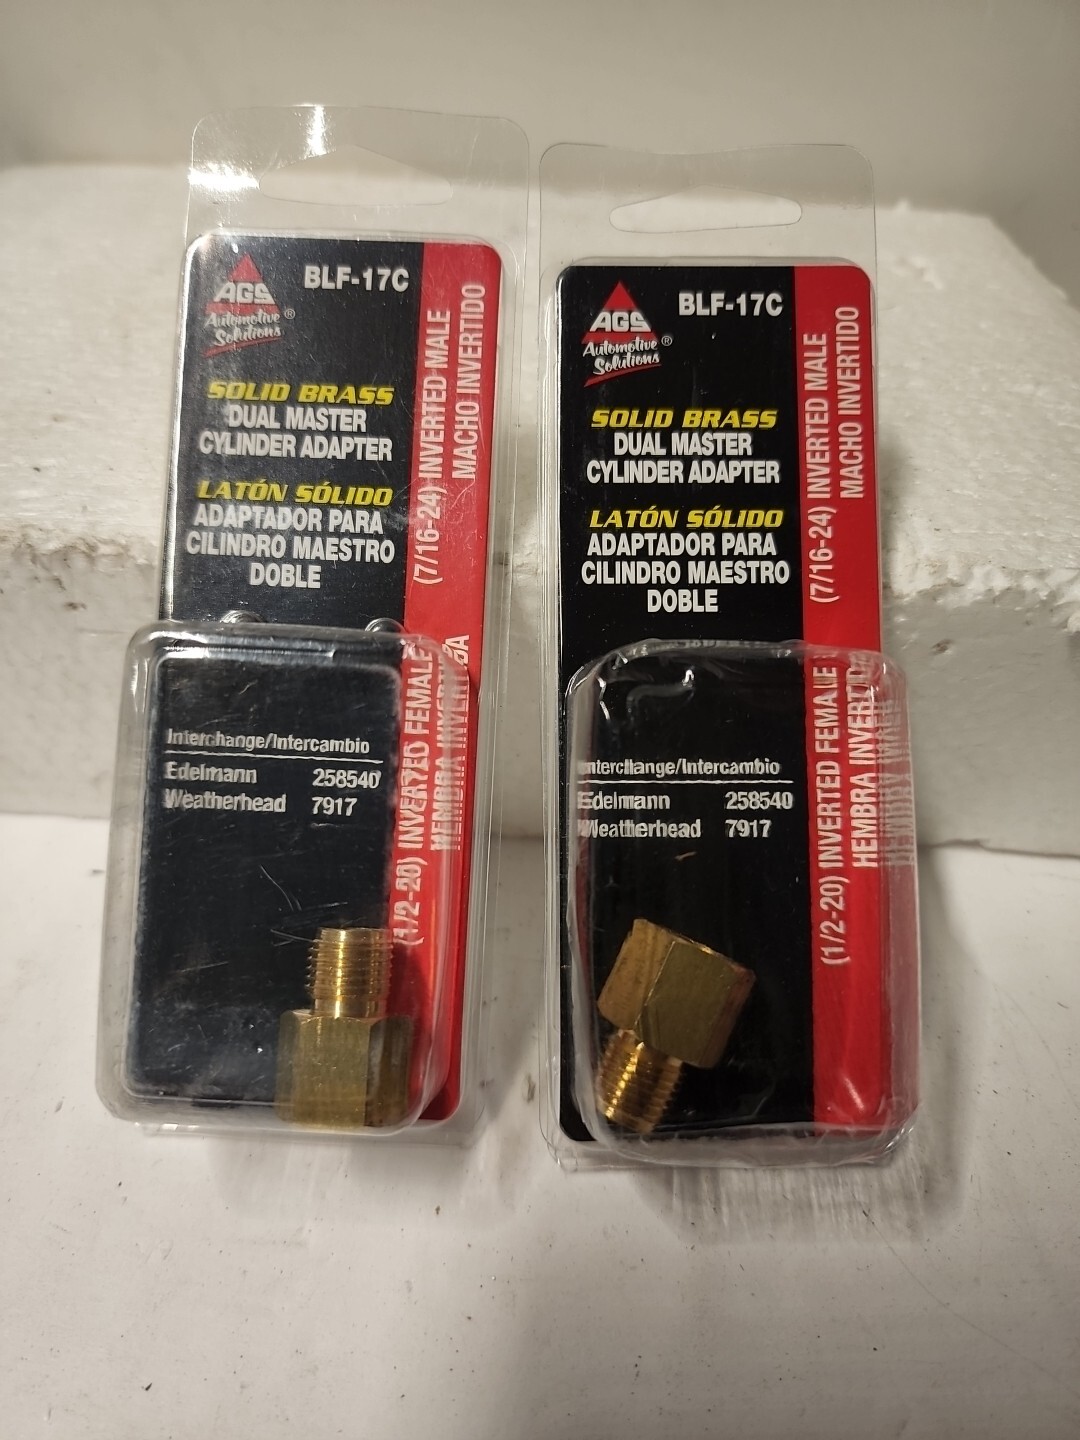 BLF-17C
AGS
®
Automotive
Solutions
SOLID BRASS
DUAL MASTER
CYLINDER ADAPTER
LATÓN SÓLIDO
ADAPTADOR PARA
CILINDRO MAESTRO
DOBLE
(7/16-24) INVERTED MALE
MACHO INVERTIDO
(1/2-20) INVERTED FEMALE
HEMBRA INVERTIDA
Interchange/Intercambio
Edelmann 258540
Weatherhead 7917
BLF-17C
AGS
®
Automotive
Solutions
SOLID BRASS
DUAL MASTER
CYLINDER ADAPTER
LATÓN SÓLIDO
ADAPTADOR PARA
CILINDRO MAESTRO
DOBLE
(7/16-24) INVERTED MALE
MACHO INVERTIDO
(1/2-20) INVERTED FEMALE
HEMBRA INVERTIDA
Interchange/Intercambio
Edelmann 258540
Weatherhead 7917